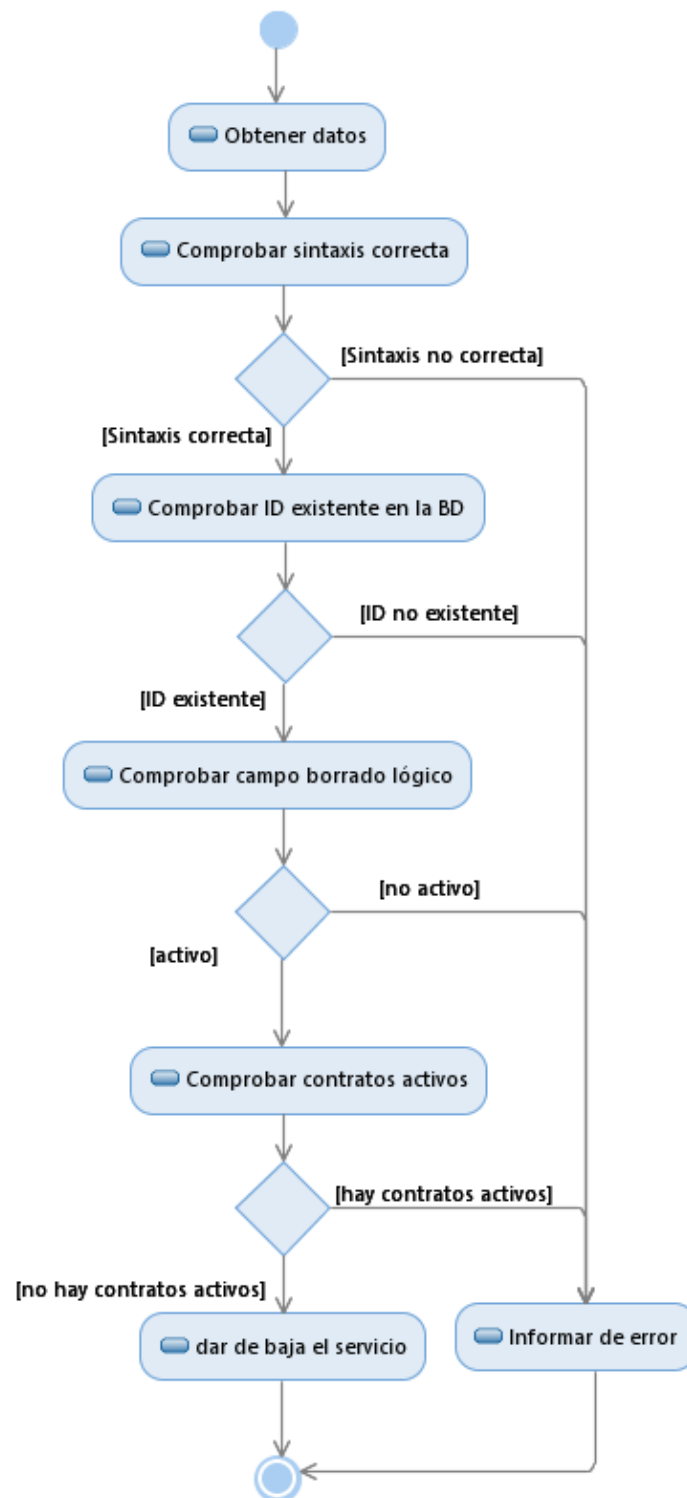 Obtener datos
Comprobar sintaxis correcta
[Sintaxis no correcta]
[Sintaxis correcta]
Comprobar ID existente en la BD
[ID no existente]
[ID existente]
Comprobar campo borrado lógico
[no activo]
[activo]
Comprobar contratos activos
[hay contratos activos]
[no hay contratos activos]
dar de baja el servicio
Informar de error